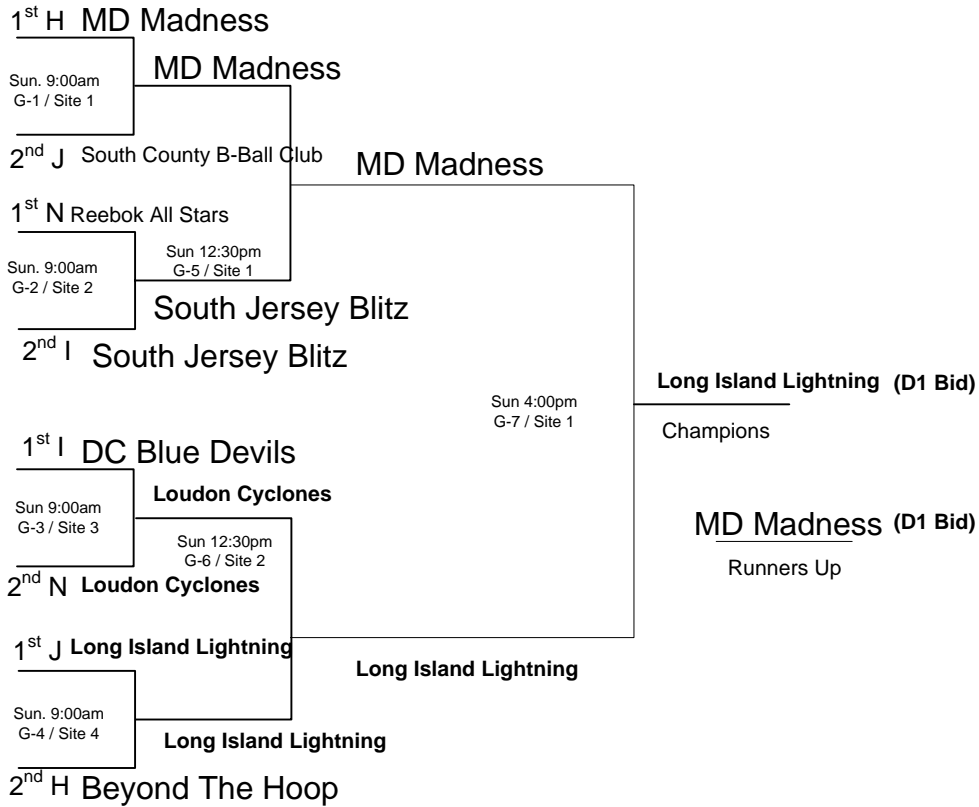 1st H MD Madness
Sun. 9:00am
G-1 / Site 1
MD Madness
2nd J South County B-Ball Club
MD Madness
1st N Reebok All Stars
Sun. 9:00am
G-2 / Site 2
Sun 12:30pm
G-5 / Site 1
South Jersey Blitz
2nd I South Jersey Blitz
Sun 4:00pm
G-7 / Site 1
Long Island Lightning (D1 Bid)
Champions
1st I DC Blue Devils
Sun 9:00am
G-3 / Site 3
Loudon Cyclones
Sun 12:30pm
G-6 / Site 2
2nd N Loudon Cyclones
MD Madness (D1 Bid)
Runners Up
1st J Long Island Lightning
Long Island Lightning
Sun. 9:00am
G-4 / Site 4
Long Island Lightning
2nd H Beyond The Hoop